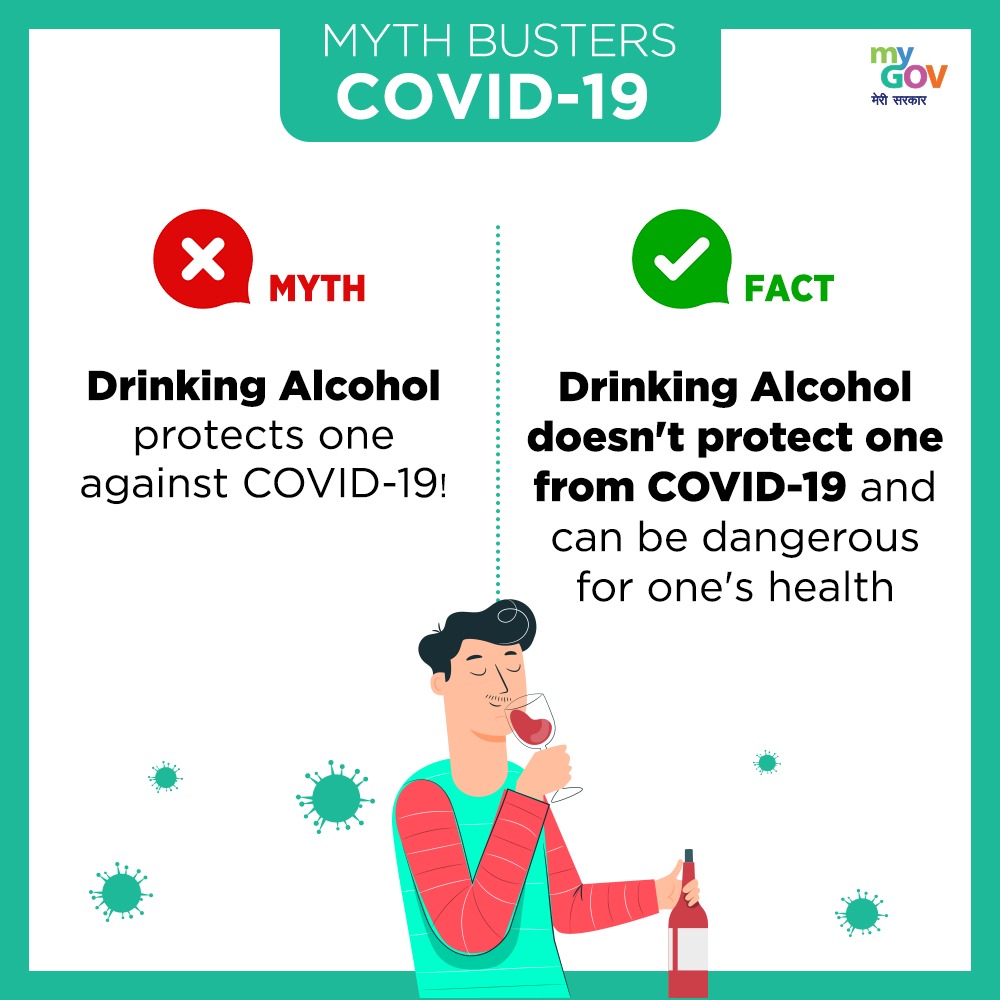 MYTH BUSTERS
COVID-19
my
GOV
मेरी सरकार
MYTH
Drinking Alcohol
protects one
against COVID-19!
FACT
Drinking Alcohol
doesn't protect one
from COVID-19 and
can be dangerous
for one's health